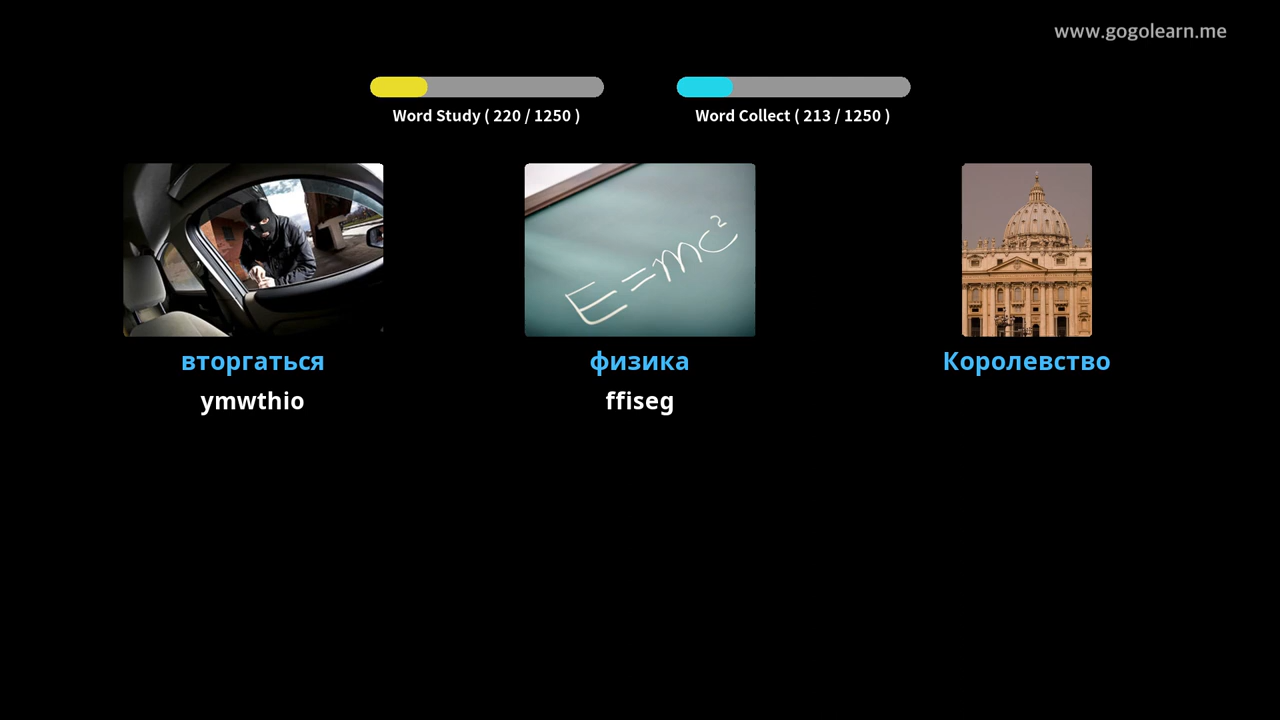 www.gogolearn.me
Word Study ( 220 / 1250 )
Word Collect ( 213 / 1250 )
E=mc²
вторгаться
физика
Королевство
ymwthio
ffiseg